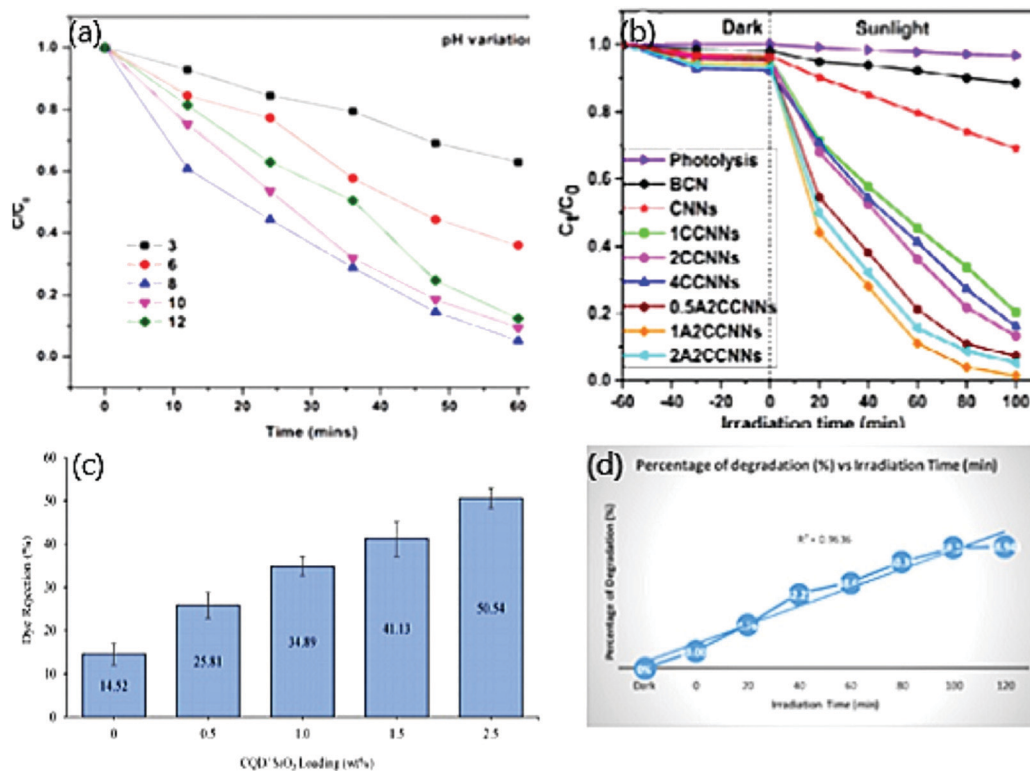 (a)
pH variation
C/C₀
1.0
0.8
0.6
0.4
0.2
0.0
3
6
8
10
12
0 10 20 30 40 50 60
Time (mins)
(b)
Dark
Sunlight
Cₜ/C₀
1.0
0.8
0.6
0.4
0.2
0.0
Photolysis
BCN
CNNs
1CCNNs
2CCNNs
4CCNNs
0.5A2CCNNs
1A2CCNNs
2A2CCNNs
-60 -40 -20 0 20 40 60 80 100
Irradiation time (min)
(c)
Dye Rejection (%)
60
50
40
30
20
10
0
14.52
25.81
34.89
41.13
50.54
0 0.5 1.0 1.5 2.5
Loading (wt%)
(d)
Percentage of degradation (%) vs Irradiation Time (min)
Percentage of Degradation (%)
R² = 0.9636
0%
Dark 0 20 40 60 80 100 120
Irradiation Time (min)